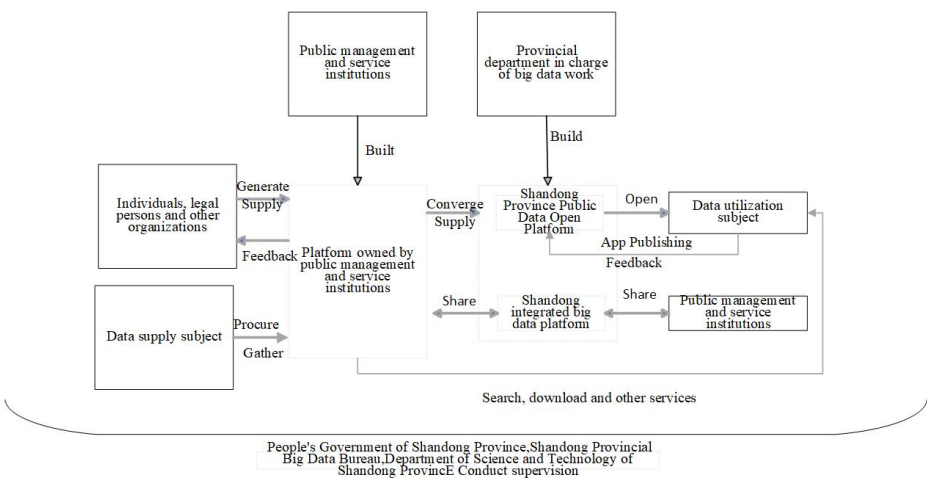 Public management
and service
institutions
Provincial
department in charge
of big data work
Built
Build
Individuals, legal
persons and other
organizations
Generate
Supply
Feedback
Platform owned by
public management
and service
institutions
Converge
Supply
Shandong
Province Public
Data Open
Platform
Open
Data utilization
subject
App Publishing
Feedback
Data supply subject
Procure
Gather
Share
Shandong
integrated big
data platform
Share
Public management
and service
institutions
Search, download and other services
People's Government of Shandong Province,Shandong Provincial
Big Data Bureau,Department of Science and Technology of
Shandong ProvincE Conduct supervision